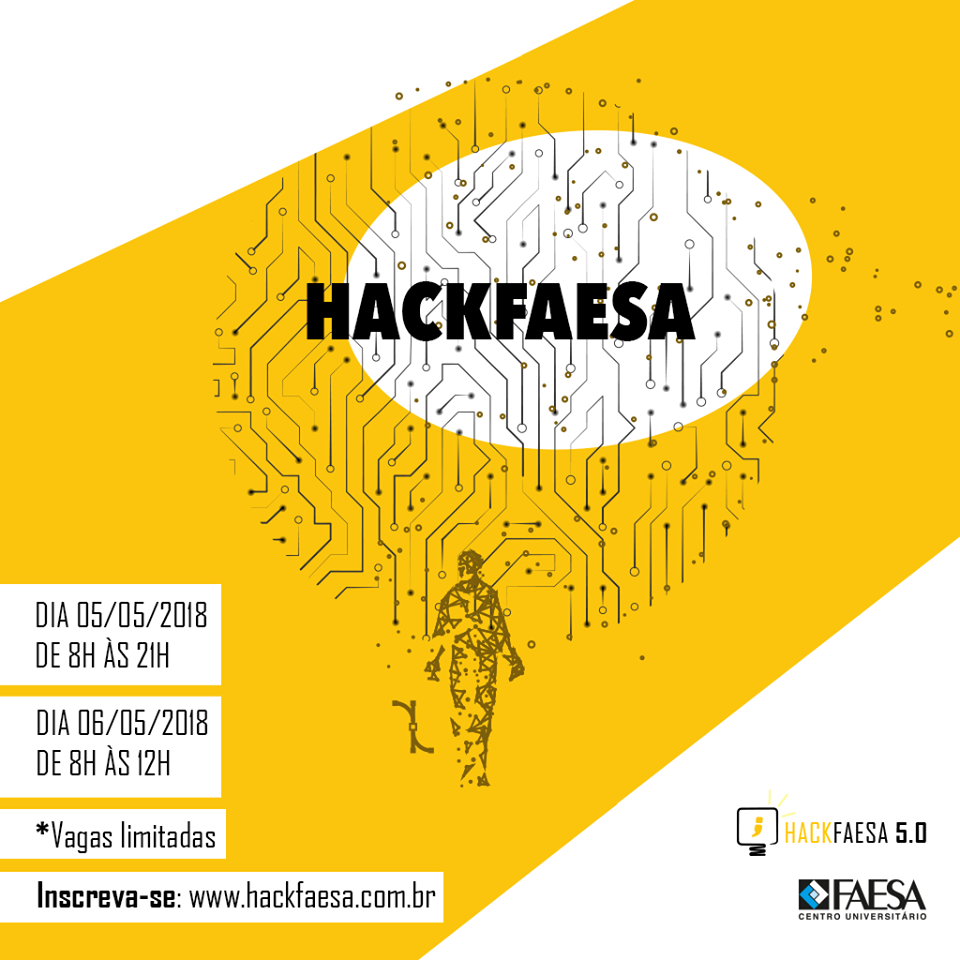 HACKFAESA
DIA 05/05/2018
DE 8H ÀS 21H
DIA 06/05/2018
DE 8H ÀS 12H
*Vagas limitadas
Inscreva-se: www.hackfaesa.com.br
; HACKFAESA 5.0
FAESA
CENTRO UNIVERSITÁRIO